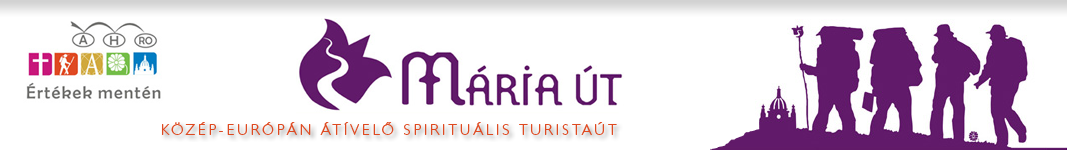 A H RO
Értékek mentén
MÁRIA ÚT
KÖZÉP-EURÓPÁN ÁTÍVELŐ SPIRITUÁLIS TURISTAÚT